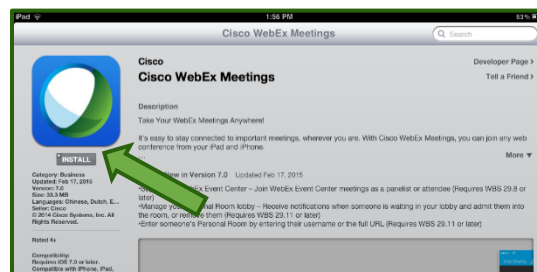 iPad
1:56 PM
53%
Cisco WebEx Meetings
Search
Cisco
Cisco WebEx Meetings
Developer Page >
Tell a Friend >
Description
Take Your WebEx Meetings Anywhere!
It's easy to stay connected to important meetings, wherever you are. With Cisco WebEx Meetings, you can join any web
conference from your iPad and iPhone.
...
More ▼
INSTALL
Category: Business
Updated: Feb 17, 2015
Version: 7.0
Size: 33.3 MB
Languages: Chinese, Dutch, E...
Seller: Cisco
© 2014 Cisco Systems, Inc. All
Rights Reserved.
Rated 4+
Compatibility:
Requires iOS 7.0 or later.
Compatible with iPhone, iPad,
in Version 7.0 Updated Feb 17, 2015
Event Center – Join WebEx Event Center meetings as a panelist or attendee (Requires WBS 29.8 or
later)
•Manage your Personal Room lobby – Receive notifications when someone is waiting in your lobby and admit them into
the room, or remove them (Requires WBS 29.11 or later)
•Enter someone's Personal Room by entering their username or the full URL (Requires WBS 29.11 or later)